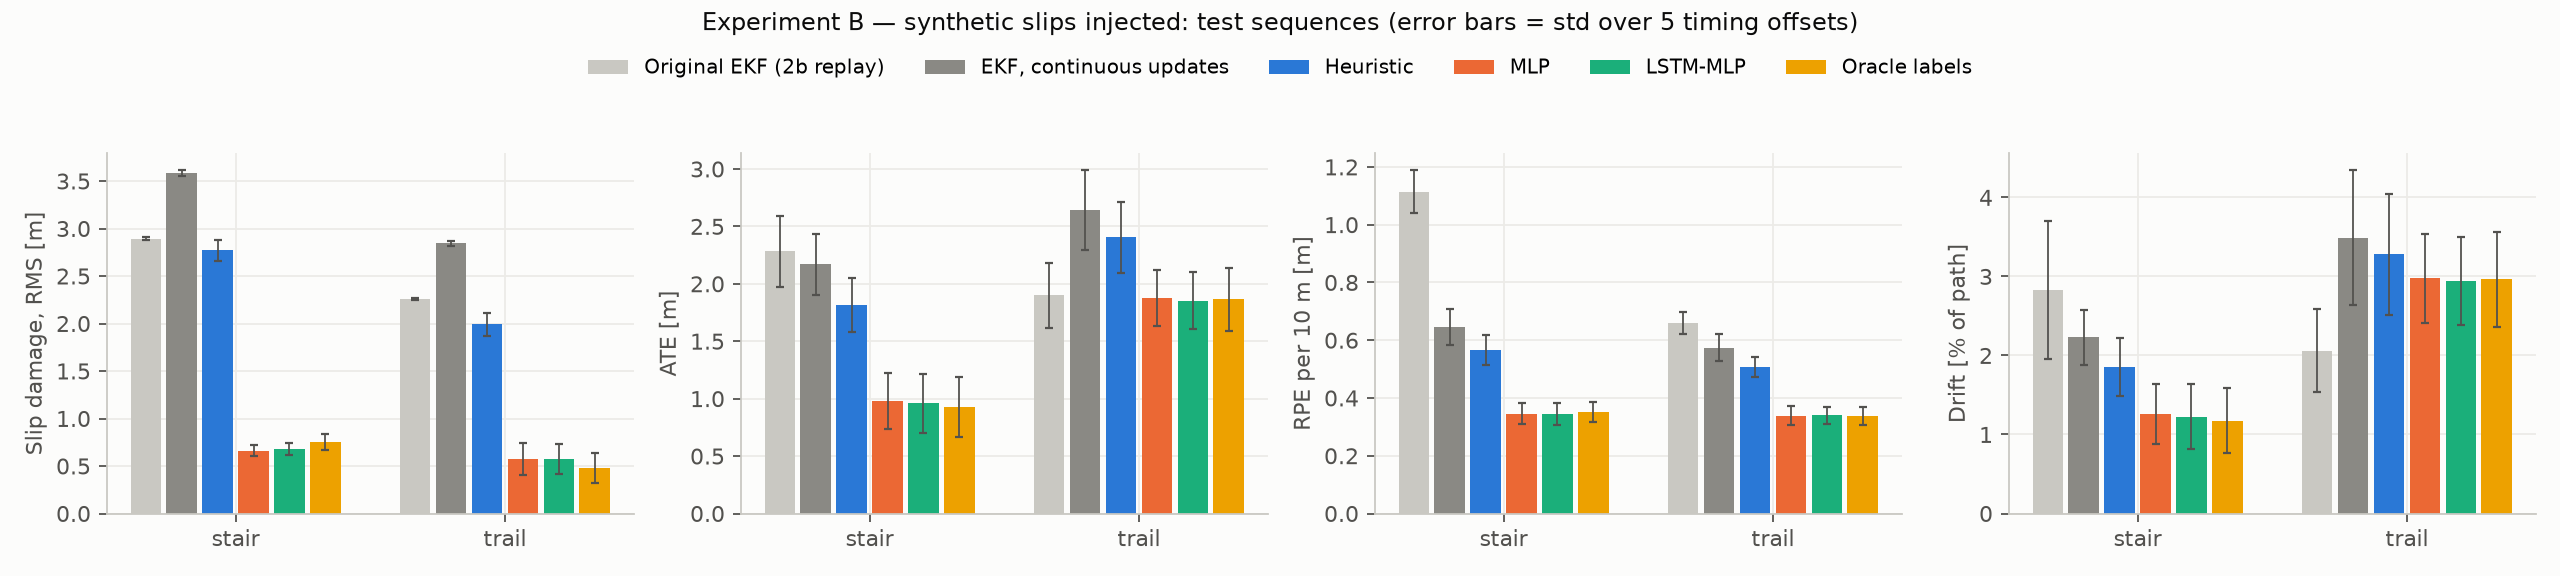 Experiment B — synthetic slips injected: test sequences (error bars = std over 5 timing offsets)
Original EKF (2b replay) EKF, continuous updates Heuristic MLP LSTM-MLP Oracle labels
Slip damage, RMS [m]
3.5
3.0
2.5
2.0
1.5
1.0
0.5
0.0
stair trail
ATE [m]
3.0
2.5
2.0
1.5
1.0
0.5
0.0
stair trail
RPE per 10 m [m]
1.2
1.0
0.8
0.6
0.4
0.2
0.0
stair trail
Drift [% of path]
4
3
2
1
0
stair trail